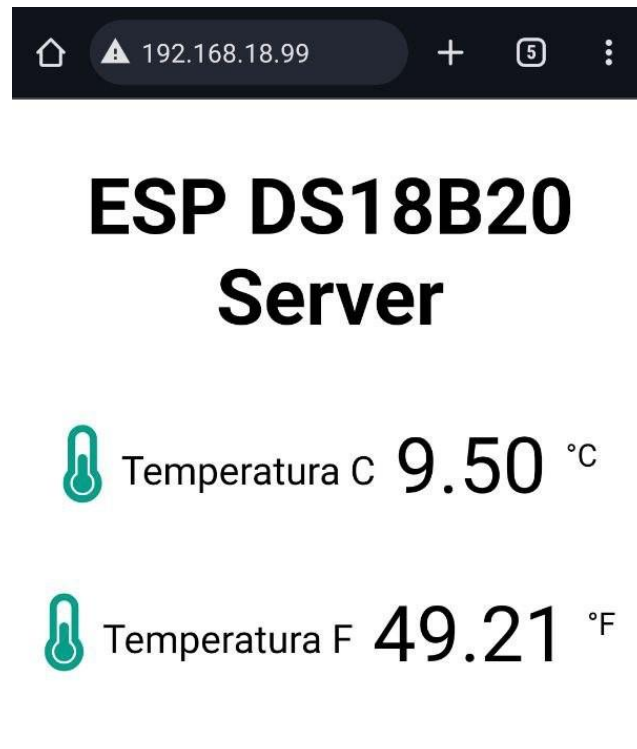 192.168.18.99
5
ESP DS18B20
Server
Temperatura C 9.50 °C
Temperatura F 49.21 °F